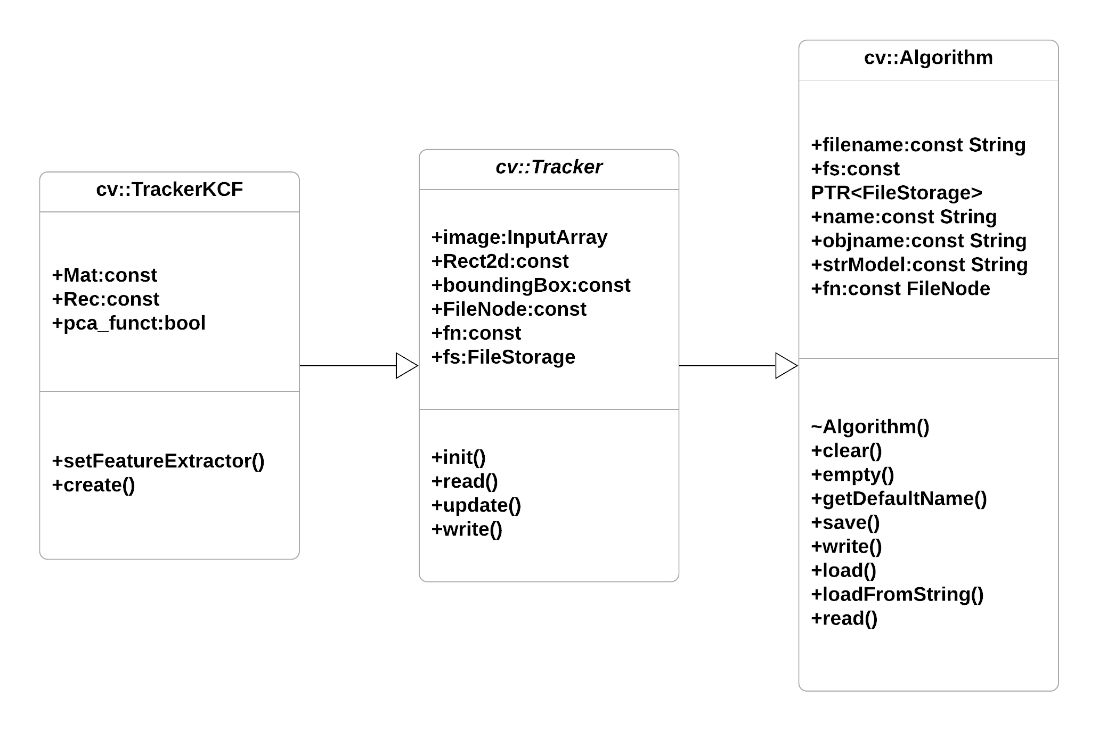 cv::TrackerKCF
+Mat:const
+Rec:const
+pca_funct:bool
+setFeatureExtractor()
+create()
cv::Tracker
+image:InputArray
+Rect2d:const
+boundingBox:const
+FileNode:const
+fn:const
+fs:FileStorage
+init()
+read()
+update()
+write()
cv::Algorithm
+filename:const String
+fs:const
PTR<FileStorage>
+name:const String
+objname:const String
+strModel:const String
+fn:const FileNode
~Algorithm()
+clear()
+empty()
+getDefaultName()
+save()
+write()
+load()
+loadFromString()
+read()